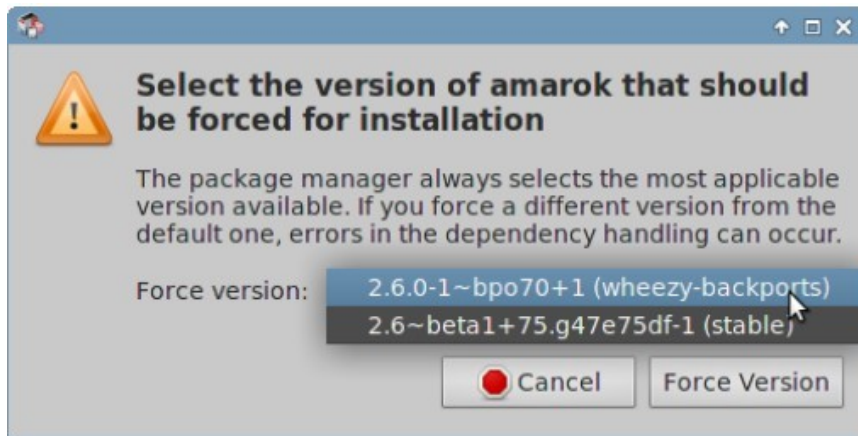 Select the version of amarok that should
be forced for installation
The package manager always selects the most applicable
version available. If you force a different version from the
default one, errors in the dependency handling can occur.
Force version:
2.6.0-1~bpo70+1 (wheezy-backports)
2.6~beta1+75.g47e75df-1 (stable)
Cancel
Force Version